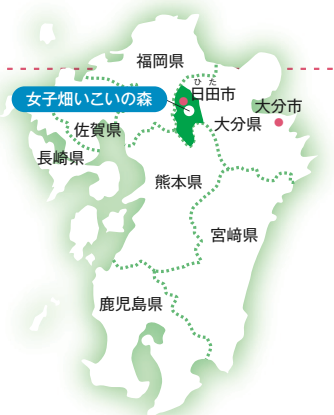 福岡県
ひた
日田市
女子畑いこいの森
大分市
佐賀県
大分県
長崎県
熊本県
宮﨑県
鹿児島県